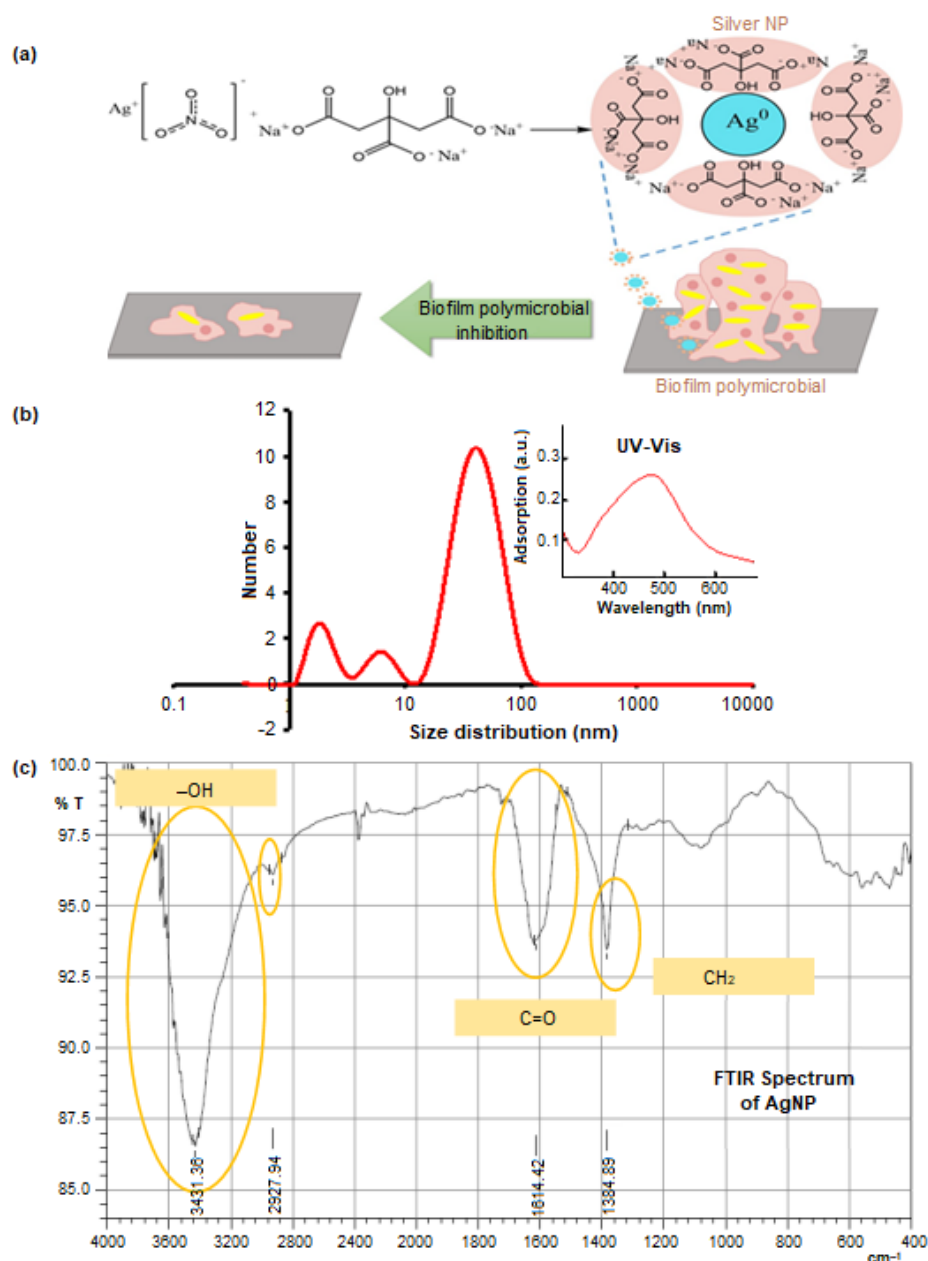 (a)
Silver NP
Ag⁺ [O N O O]⁻ + Na⁺⁻O O OH O O⁻Na⁺
O O⁻Na⁺
Ag⁰
Biofilm polymicrobial
inhibition
Biofilm polymicrobial
(b)
Number
12
10
8
6
4
2
0
-2
0.1
1
10
100
1000
10000
Size distribution (nm)
UV-Vis
Adsorption (a.u.)
0.3
0.2
0.1
400
500
600
Wavelength (nm)
(c)
100.0
% T
97.5
95.0
92.5
90.0
87.5
85.0
–OH
C=O
CH₂
FTIR Spectrum
of AgNP
3431.36
2927.94
1614.42
1384.89
4000 3600 3200 2800 2400 2000 1800 1600 1400 1200 1000 800 600 400
cm⁻¹